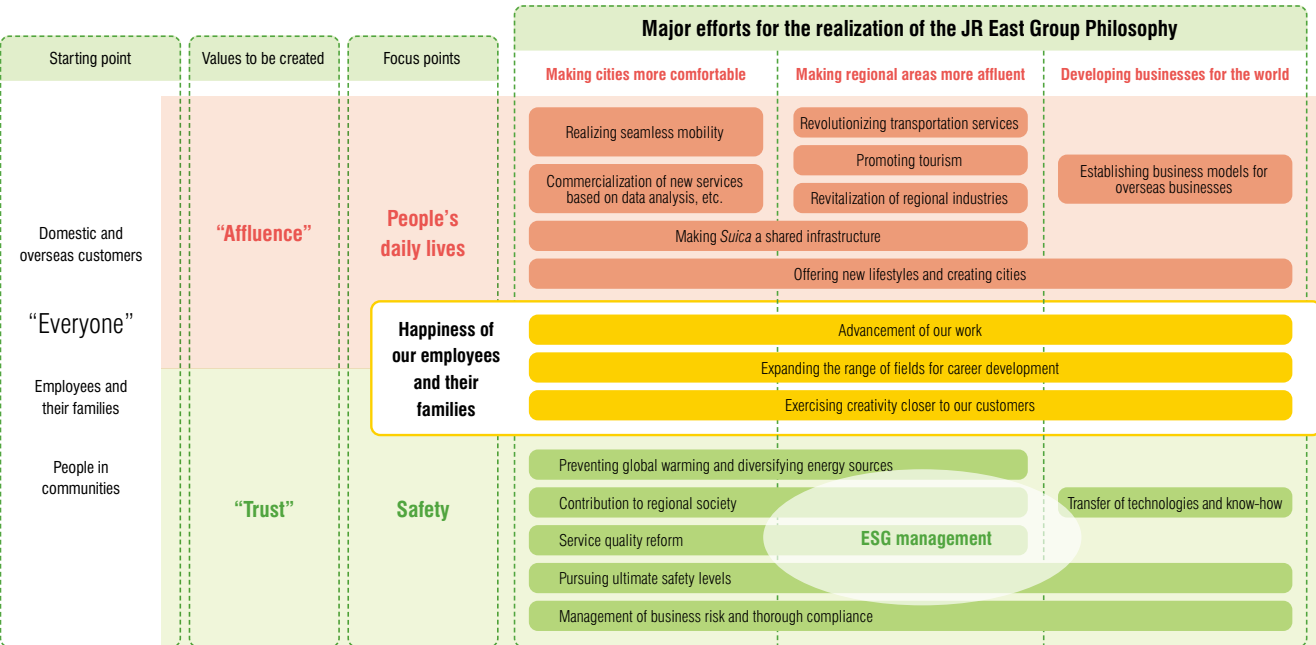 Major efforts for the realization of the JR East Group Philosophy
Starting point
Values to be created
Focus points
Making cities more comfortable
Making regional areas more affluent
Developing businesses for the world
Domestic and
overseas customers
“Everyone”
Employees and
their families
People in
communities
“Affluence”
People’s
daily lives
Realizing seamless mobility
Commercialization of new services
based on data analysis, etc.
Revolutionizing transportation services
Promoting tourism
Revitalization of regional industries
Establishing business models for
overseas businesses
Making Suica a shared infrastructure
Offering new lifestyles and creating cities
Happiness of
our employees
and their
families
Advancement of our work
Expanding the range of fields for career development
Exercising creativity closer to our customers
“Trust”
Safety
Preventing global warming and diversifying energy sources
Contribution to regional society
Transfer of technologies and know-how
Service quality reform
ESG management
Pursuing ultimate safety levels
Management of business risk and thorough compliance